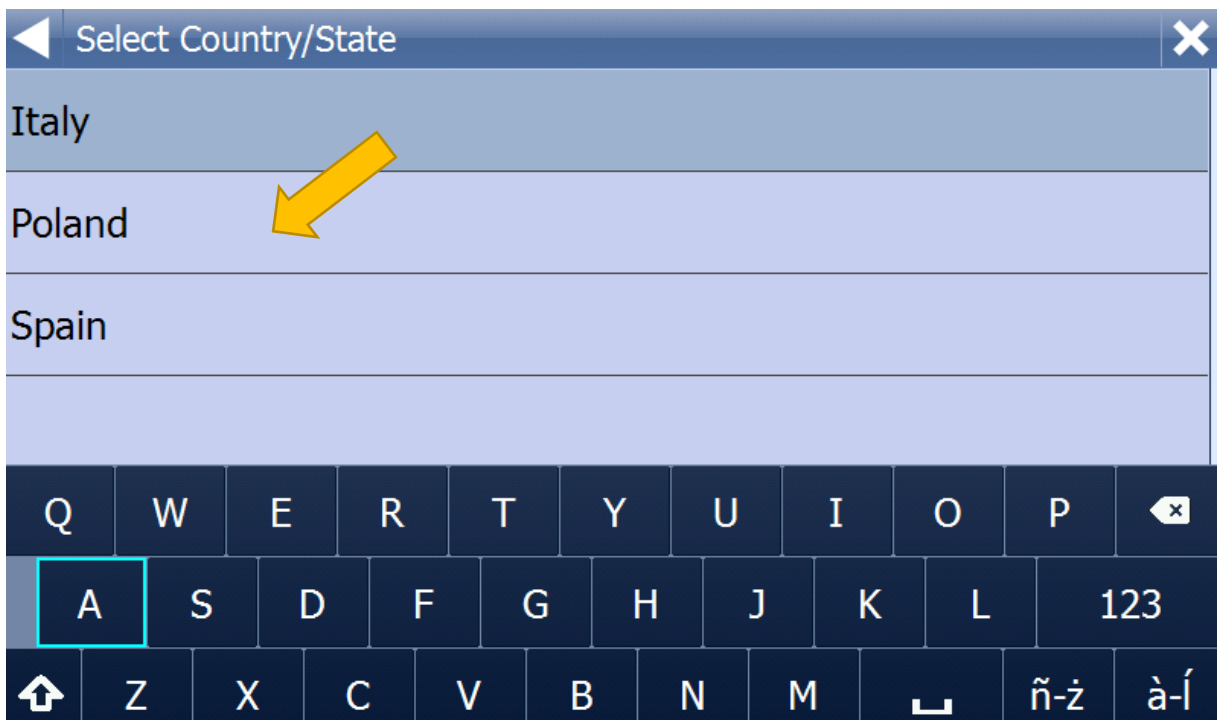 Select Country/State
Italy
Poland
Spain
Q W E R T Y U I O P
A S D F G H J K L 123
Z X C V B N M ñ-ż à-Í